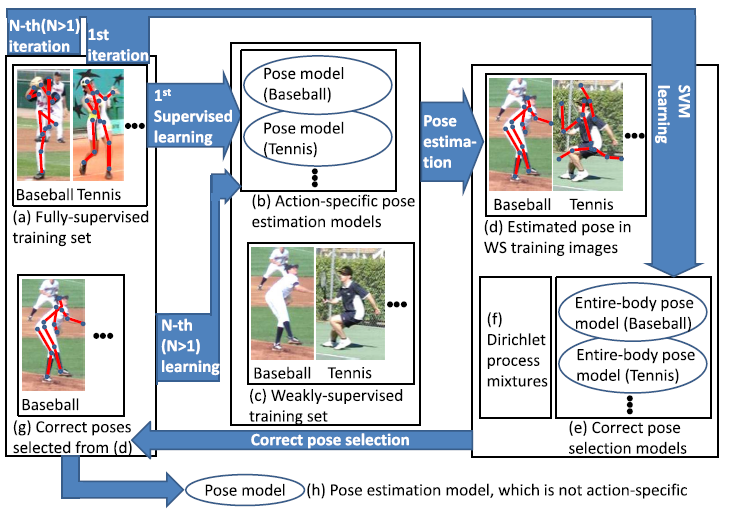 N-th(N>1)
iteration
1st
iteration
1st
Supervised
learning
Baseball Tennis
(a) Fully-supervised
training set
Pose model
(Baseball)
Pose model
(Tennis)
(b) Action-specific pose
estimation models
Pose
estima-
tion
SVM
learning
Baseball Tennis
(d) Estimated pose in
WS training images
Baseball Tennis
(c) Weakly-supervised
training set
N-th
(N>1)
learning
Baseball
(g) Correct poses
selected from (d)
(f)
Dirichlet
process
mixtures
Entire-body pose
model (Baseball)
Entire-body pose
model (Tennis)
(e) Correct pose
selection models
Correct pose selection
Pose model
(h) Pose estimation model, which is not action-specific